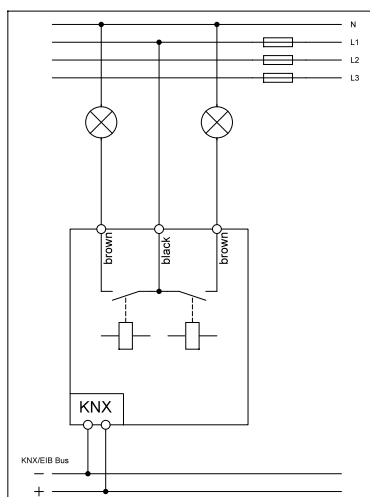 N
L1
L2
L3
brown
black
brown
KNX
KNX/EIB Bus
−
+